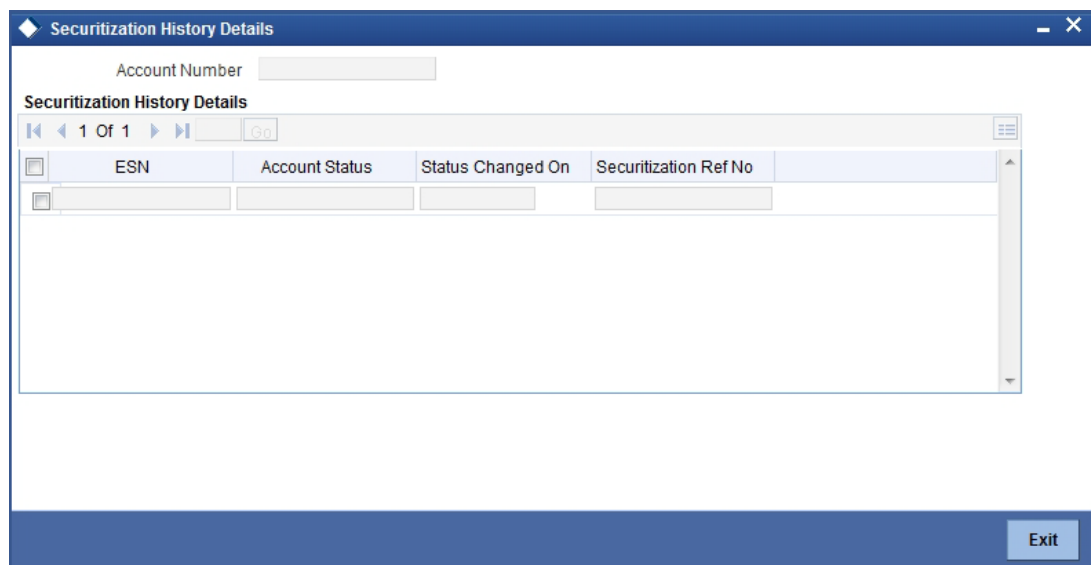 Securitization History Details
Account Number
Securitization History Details
1 Of 1 Go
ESN Account Status Status Changed On Securitization Ref No
Exit